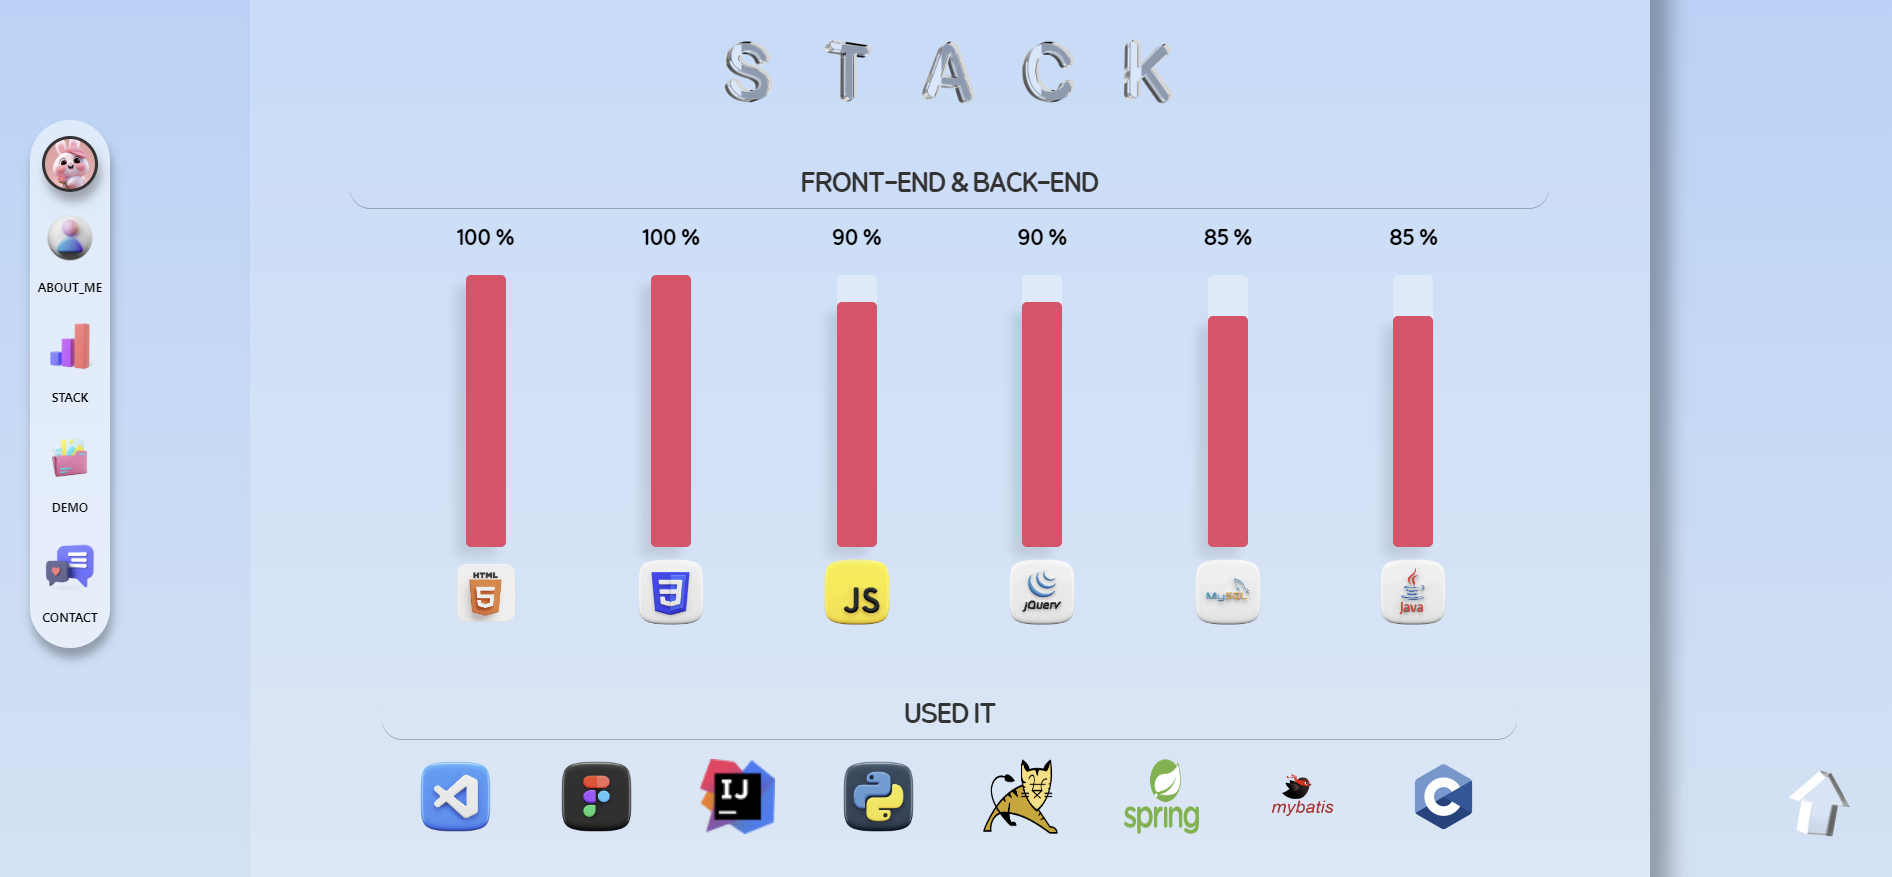 STACK
FRONT-END & BACK-END
100 %
100 %
90 %
90 %
85 %
85 %
HTML
5
3
JS
jQuery
MySQL
Java
ABOUT_ME
STACK
DEMO
CONTACT
USED IT
IJ
spring
mybatis
C